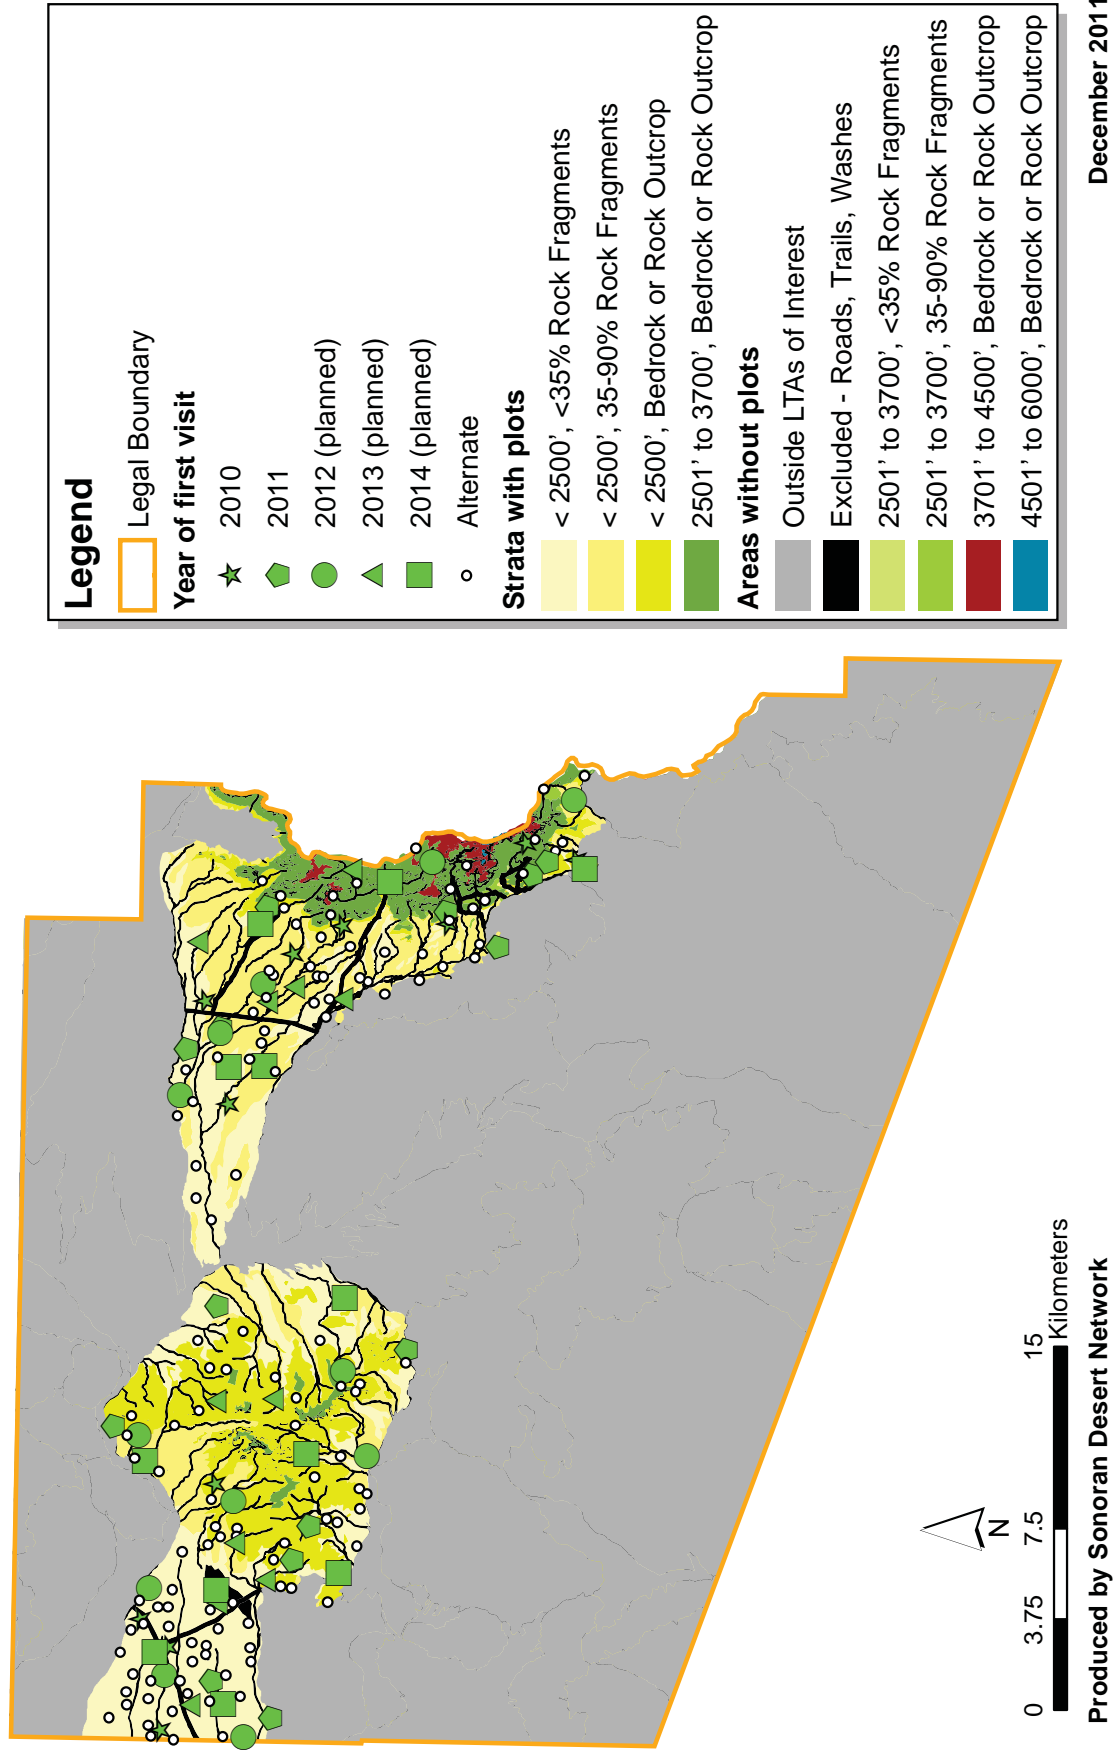 Legend
Legal Boundary
Year of first visit
2010
2011
2012 (planned)
2013 (planned)
2014 (planned)
Alternate
Strata with plots
< 2500', <35% Rock Fragments
< 2500', 35-90% Rock Fragments
< 2500', Bedrock or Rock Outcrop
2501' to 3700', Bedrock or Rock Outcrop
Areas without plots
Outside LTAs of Interest
Excluded - Roads, Trails, Washes
2501' to 3700', <35% Rock Fragments
2501' to 3700', 35-90% Rock Fragments
3701' to 4500', Bedrock or Rock Outcrop
4501' to 6000', Bedrock or Rock Outcrop
N
0 3.75 7.5 15
Kilometers
Produced by Sonoran Desert Network
December 2011